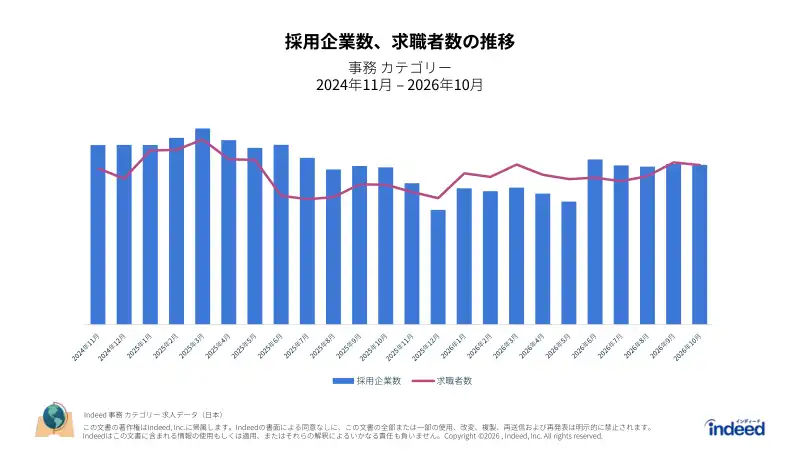 採用企業数、求職者数の推移
事務 カテゴリー
2024年11月 – 2026年10月
2024年11月
2024年12月
2025年1月
2025年2月
2025年3月
2025年4月
2025年5月
2025年6月
2025年7月
2025年8月
2025年9月
2025年10月
2025年11月
2025年12月
2026年1月
2026年2月
2026年3月
2026年4月
2026年5月
2026年6月
2026年7月
2026年8月
2026年9月
2026年10月
採用企業数
求職者数
Indeed 事務 カテゴリー 求人データ（日本）
この文書の著作権はIndeed, Inc.に帰属します。Indeedの書面による同意なしに、この文書の全部または一部の使用、改変、複製、再送信および再発表は明示的に禁止されます。
Indeedはこの文書に含まれる情報の使用もしくは適用、またはそれらの解釈によるいかなる責任も負いません。Copyright ©2026 , Indeed, Inc. All rights reserved.
インディード
indeed